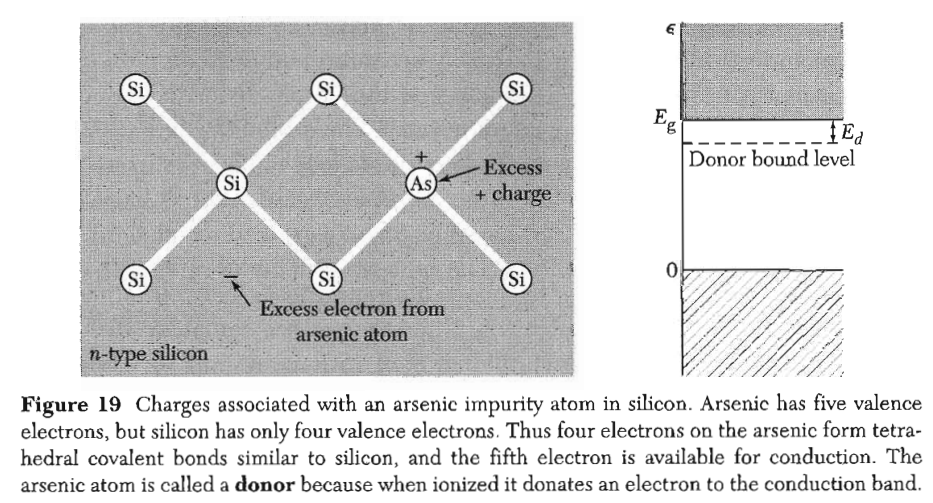 Si
Si
Si
Si
+
As
Excess
+ charge
Si
−
Si
Si
Excess electron from
arsenic atom
n-type silicon
ϵ
E_g
E_d
Donor bound level
0
Figure 19 Charges associated with an arsenic impurity atom in silicon. Arsenic has five valence
electrons, but silicon has only four valence electrons. Thus four electrons on the arsenic form tetra-
hedral covalent bonds similar to silicon, and the fifth electron is available for conduction. The
arsenic atom is called a donor because when ionized it donates an electron to the conduction band.